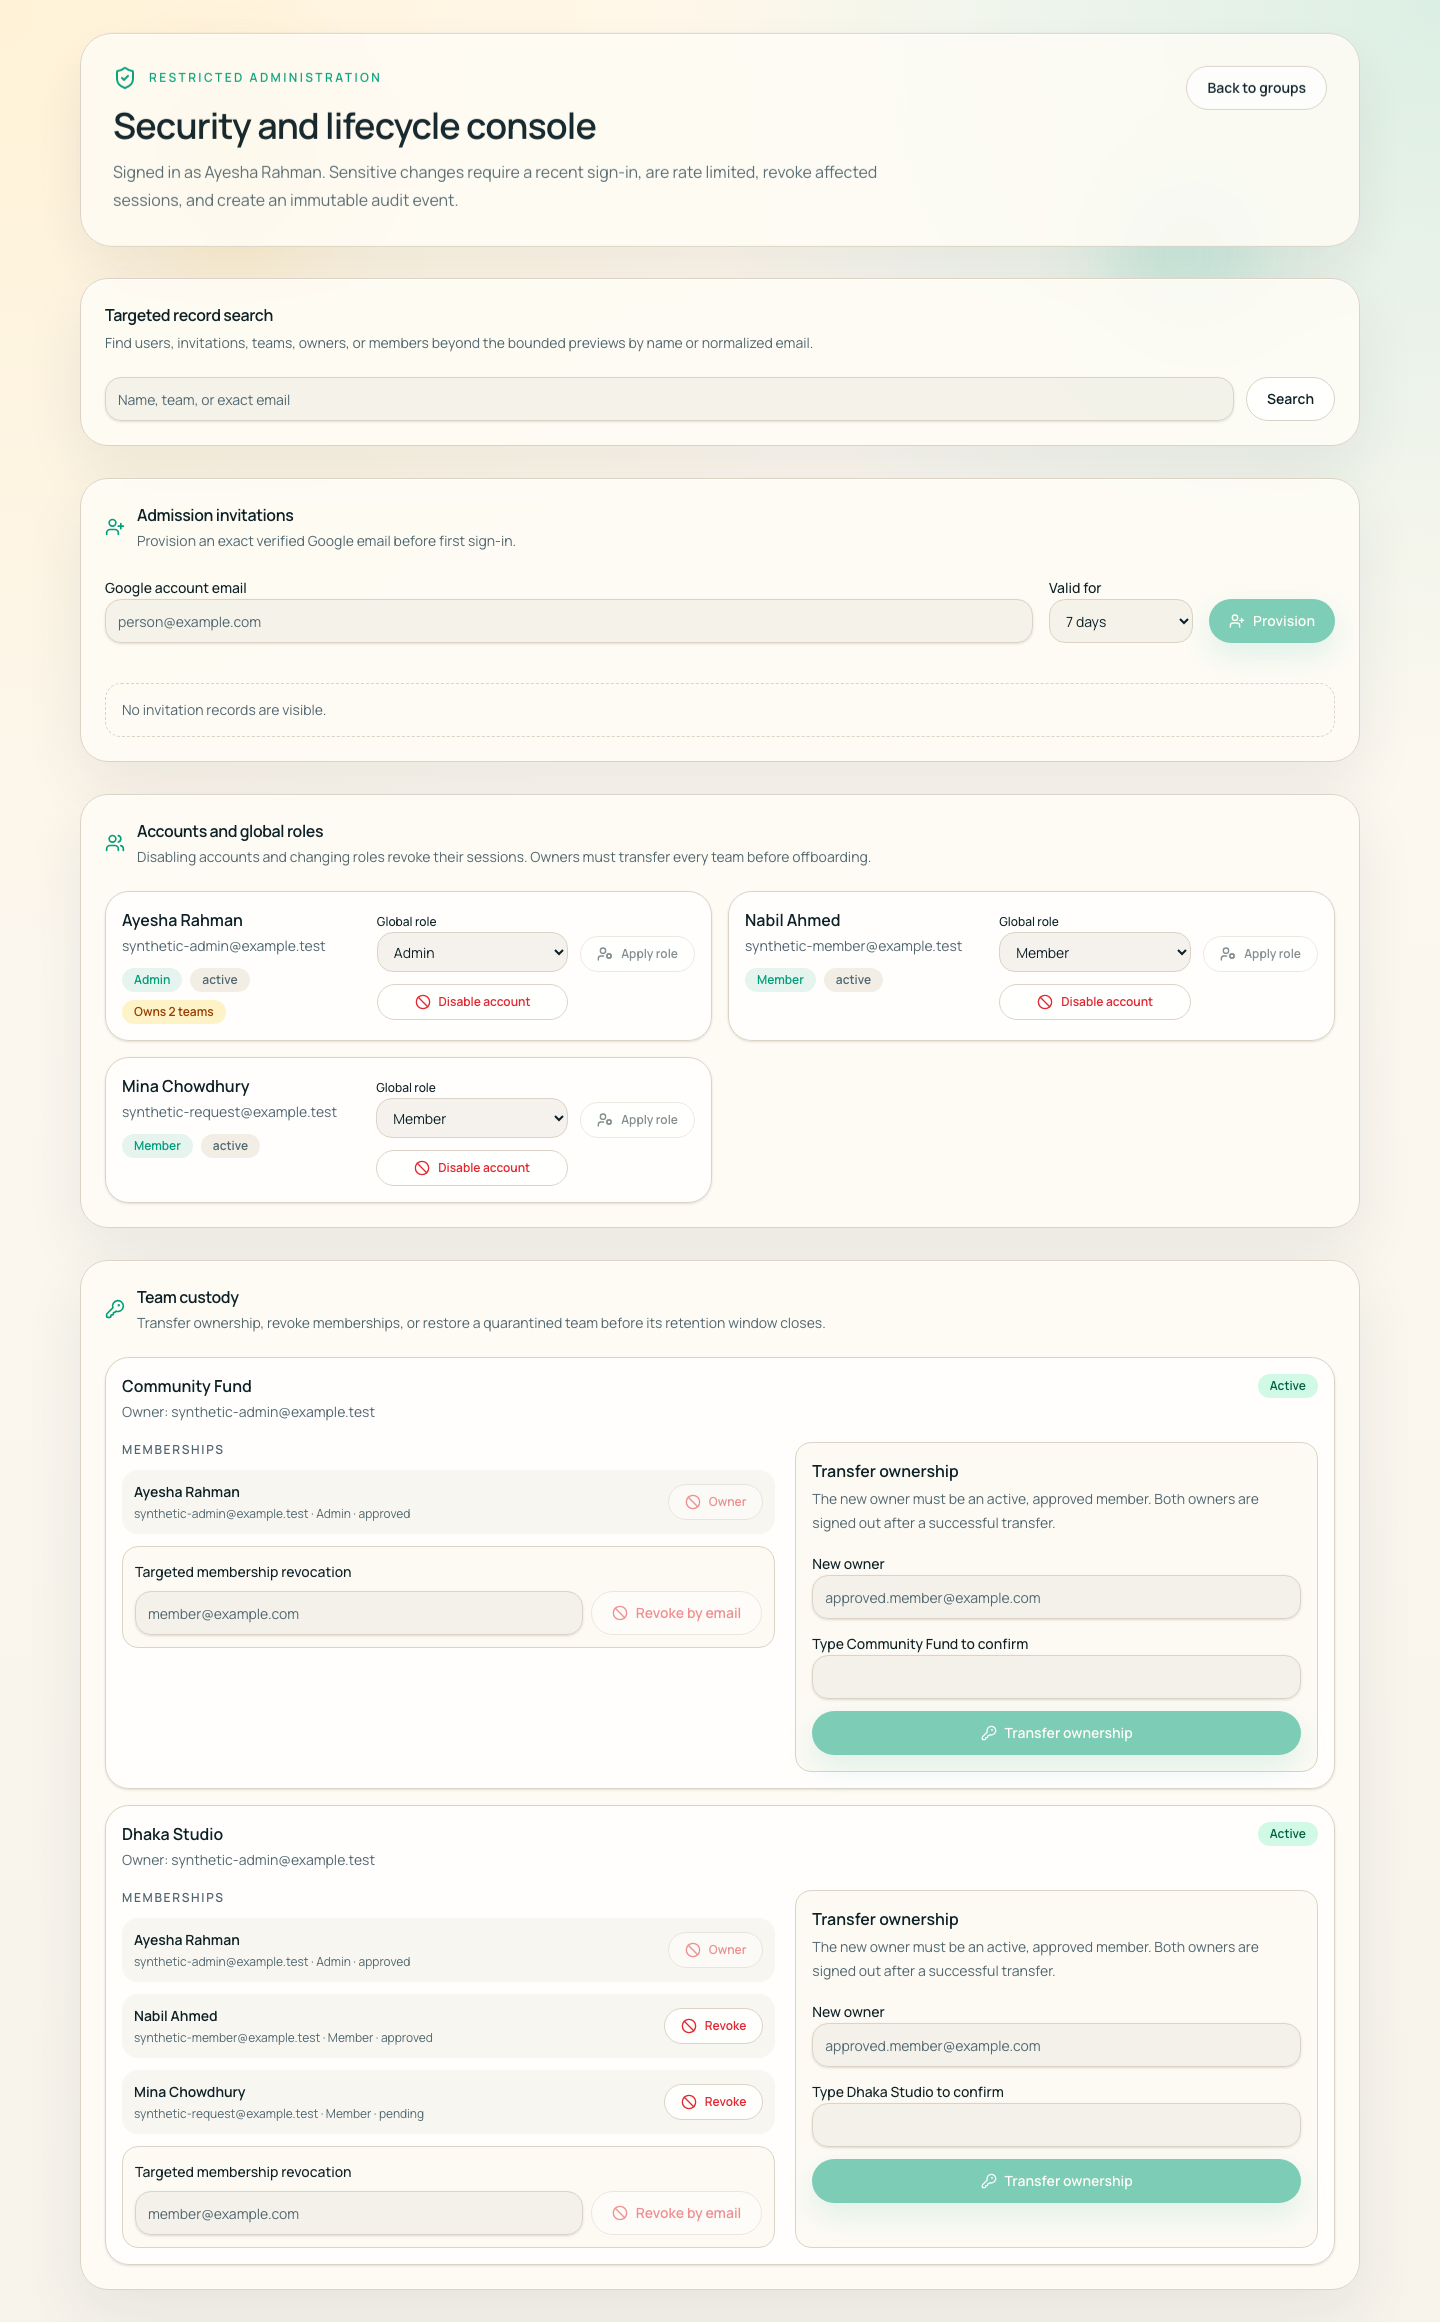 RESTRICTED ADMINISTRATION
Back to groups
Security and lifecycle console
Signed in as Ayesha Rahman. Sensitive changes require a recent sign-in, are rate limited, revoke affected
sessions, and create an immutable audit event.
Targeted record search
Find users, invitations, teams, owners, or members beyond the bounded previews by name or normalized email.
Name, team, or exact email
Search
Admission invitations
Provision an exact verified Google email before first sign-in.
Google account email
person@example.com
Valid for
7 days
Provision
No invitation records are visible.
Accounts and global roles
Disabling accounts and changing roles revoke their sessions. Owners must transfer every team before offboarding.
Ayesha Rahman
synthetic-admin@example.test
Admin
active
Owns 2 teams
Global role
Admin
Apply role
Disable account
Nabil Ahmed
synthetic-member@example.test
Member
active
Global role
Member
Apply role
Disable account
Mina Chowdhury
synthetic-request@example.test
Member
active
Global role
Member
Apply role
Disable account
Team custody
Transfer ownership, revoke memberships, or restore a quarantined team before its retention window closes.
Community Fund
Owner: synthetic-admin@example.test
Active
MEMBERSHIPS
Ayesha Rahman
synthetic-admin@example.test · Admin · approved
Owner
Targeted membership revocation
member@example.com
Revoke by email
Transfer ownership
The new owner must be an active, approved member. Both owners are
signed out after a successful transfer.
New owner
approved.member@example.com
Type Community Fund to confirm
Transfer ownership
Dhaka Studio
Owner: synthetic-admin@example.test
Active
MEMBERSHIPS
Ayesha Rahman
synthetic-admin@example.test · Admin · approved
Owner
Nabil Ahmed
synthetic-member@example.test · Member · approved
Revoke
Mina Chowdhury
synthetic-request@example.test · Member · pending
Revoke
Targeted membership revocation
member@example.com
Revoke by email
Transfer ownership
The new owner must be an active, approved member. Both owners are
signed out after a successful transfer.
New owner
approved.member@example.com
Type Dhaka Studio to confirm
Transfer ownership